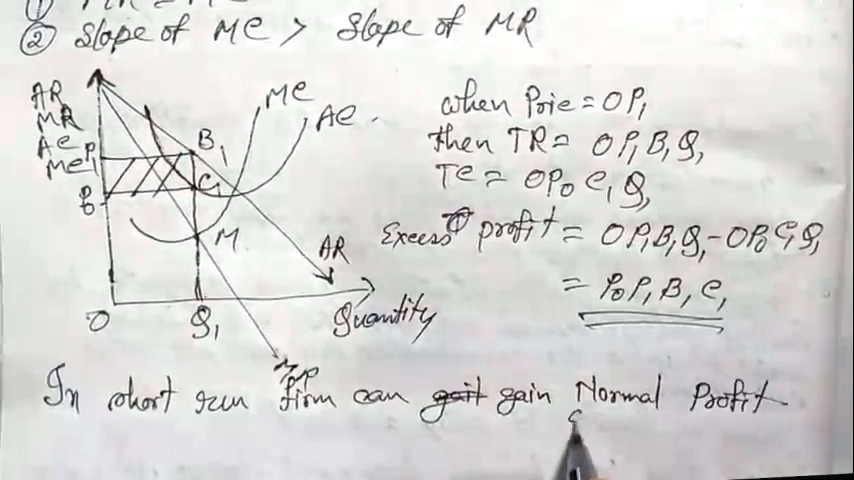 ② Slope of MC > Slope of MR
AR
MR
AC
MC
P₁
P₀
B₁
C₁
M
MC
AC
AR
O
Q₁
Quantity
when Price = OP₁
then TR = OP₁B₁Q₁
TC = OP₀C₁Q₁
Excess profit = OP₁B₁Q₁ - OP₀C₁Q₁
= P₀P₁B₁C₁
In short run firm can gain Normal Profit